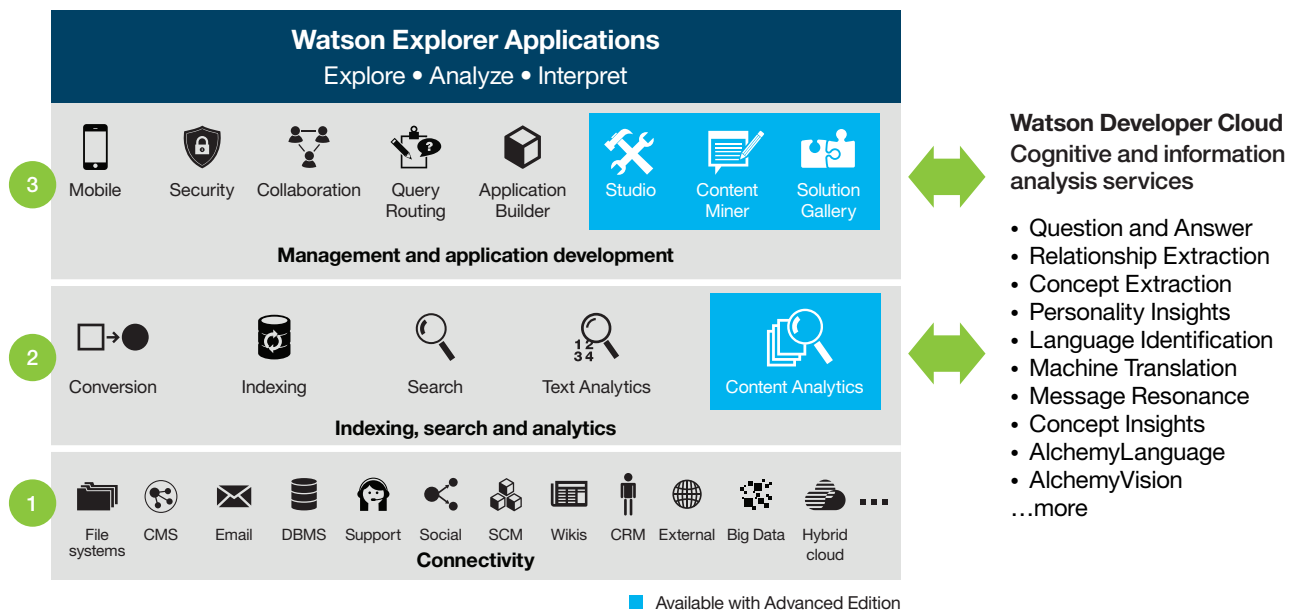 Watson Explorer Applications
Explore • Analyze • Interpret
3
Mobile
Security
Collaboration
Query
Routing
Application
Builder
Studio
Content
Miner
Solution
Gallery
Management and application development
2
Conversion
Indexing
Search
1 2
3 4
Text Analytics
Content Analytics
Indexing, search and analytics
1
File
systems
CMS
Email
DBMS
Support
Social
SCM
Wikis
CRM
External
Big Data
Hybrid
cloud
Connectivity
Available with Advanced Edition
Watson Developer Cloud
Cognitive and information
analysis services
• Question and Answer
• Relationship Extraction
• Concept Extraction
• Personality Insights
• Language Identification
• Machine Translation
• Message Resonance
• Concept Insights
• AlchemyLanguage
• AlchemyVision
…more